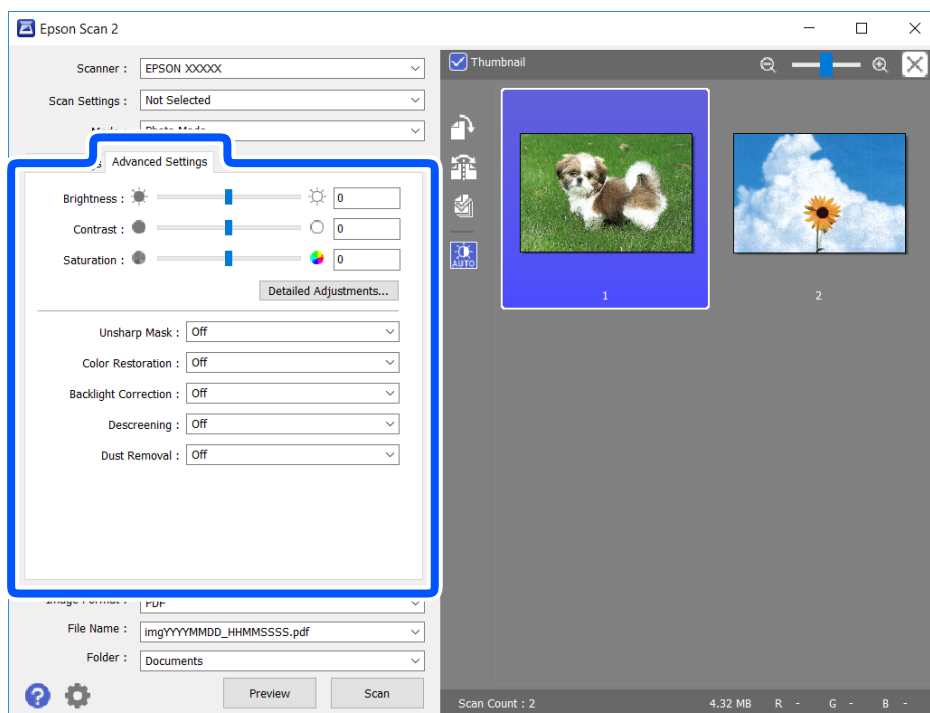 Epson Scan 2
Scanner : EPSON XXXXX
Scan Settings : Not Selected
Advanced Settings
Brightness : 0
Contrast : 0
Saturation : 0
Detailed Adjustments...
Unsharp Mask : Off
Color Restoration : Off
Backlight Correction : Off
Descreening : Off
Dust Removal : Off
Image Format : PDF
File Name : imgYYYYMMDD_HHMMSSSS.pdf
Folder : Documents
? Preview Scan
Thumbnail
AUTO
1 2
Scan Count : 2 4.32 MB R - G - B -